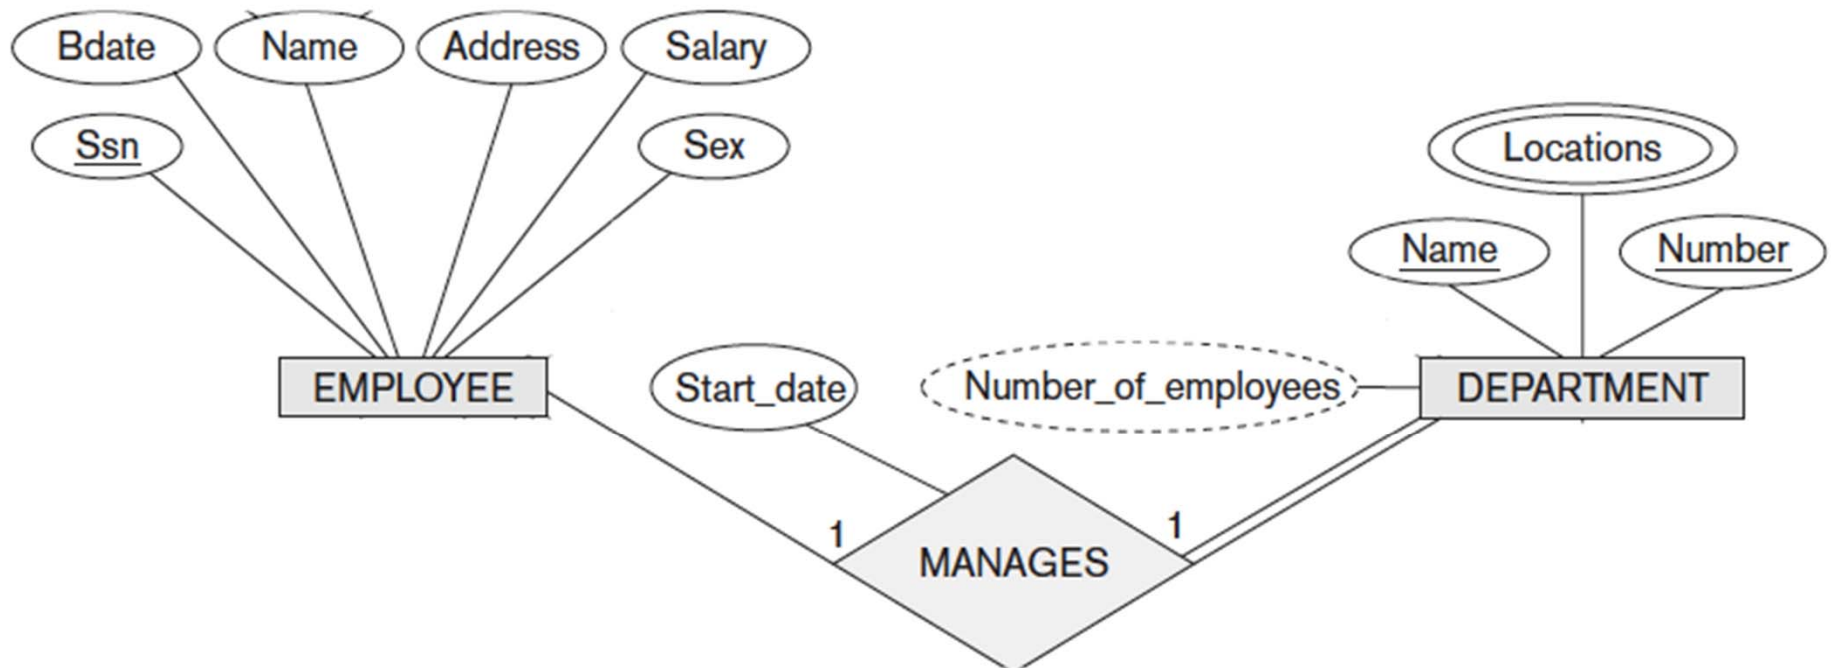 Bdate
Name
Address
Salary
Ssn
Sex
Locations
Name
Number
EMPLOYEE
Start_date
Number_of_employees
DEPARTMENT
1
1
MANAGES